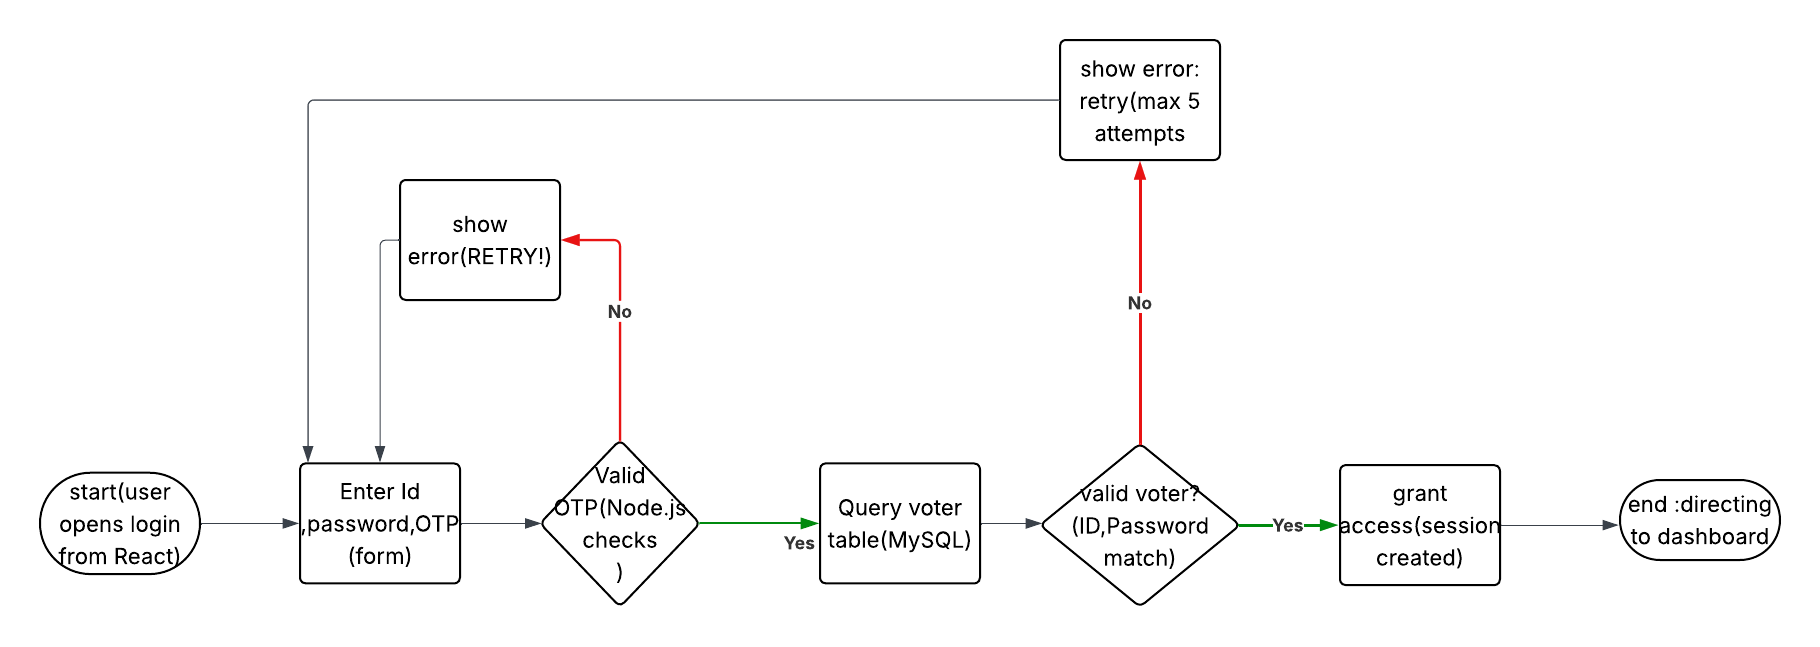 start(user
opens login
from React)
Enter Id
,password,OTP
(form)
show
error(RETRY!)
No
Valid
OTP(Node.js
checks
)
Yes
Query voter
table(MySQL)
valid voter?
(ID,Password
match)
No
show error:
retry(max 5
attempts
Yes
grant
access(session
created)
end :directing
to dashboard